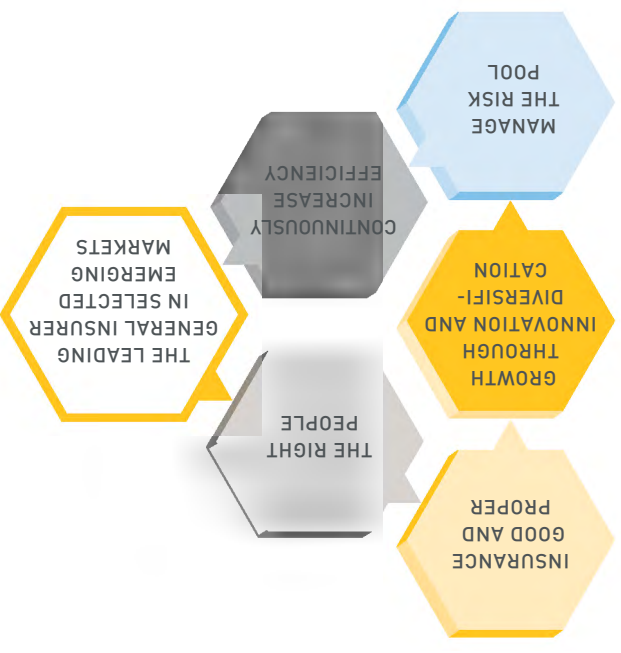 INSURANCE
GOOD AND
PROPER
THE RIGHT
PEOPLE
GROWTH
THROUGH
INNOVATION AND
DIVERSIFI-
CATION
THE LEADING
GENERAL INSURER
IN SELECTED
EMERGING
MARKETS
CONTINUOUSLY
INCREASE
EFFICIENCY
MANAGE
THE RISK
POOL